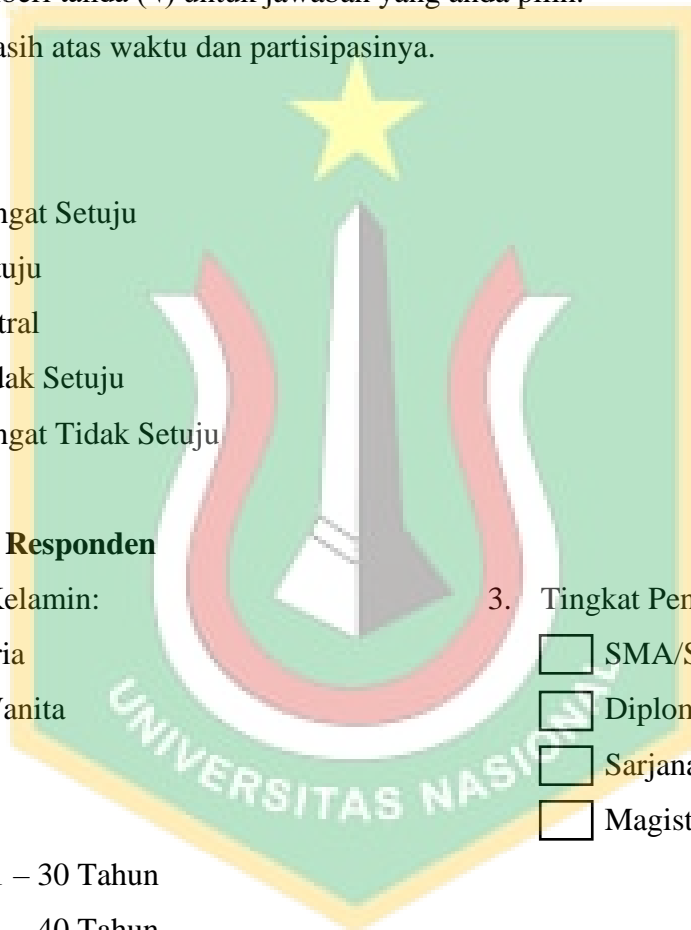 asih atas waktu dan partisipasinya.
ngat Setuju
tuju
tral
dak Setuju
ngat Tidak Setuju
Responden
Kelamin:
ria
Vanita
– 30 Tahun
– 40 Tahun
3. Tingkat Pen
SMA/S
Diplon
Sarjana
Magist
UNIVERSITAS NASIONAL